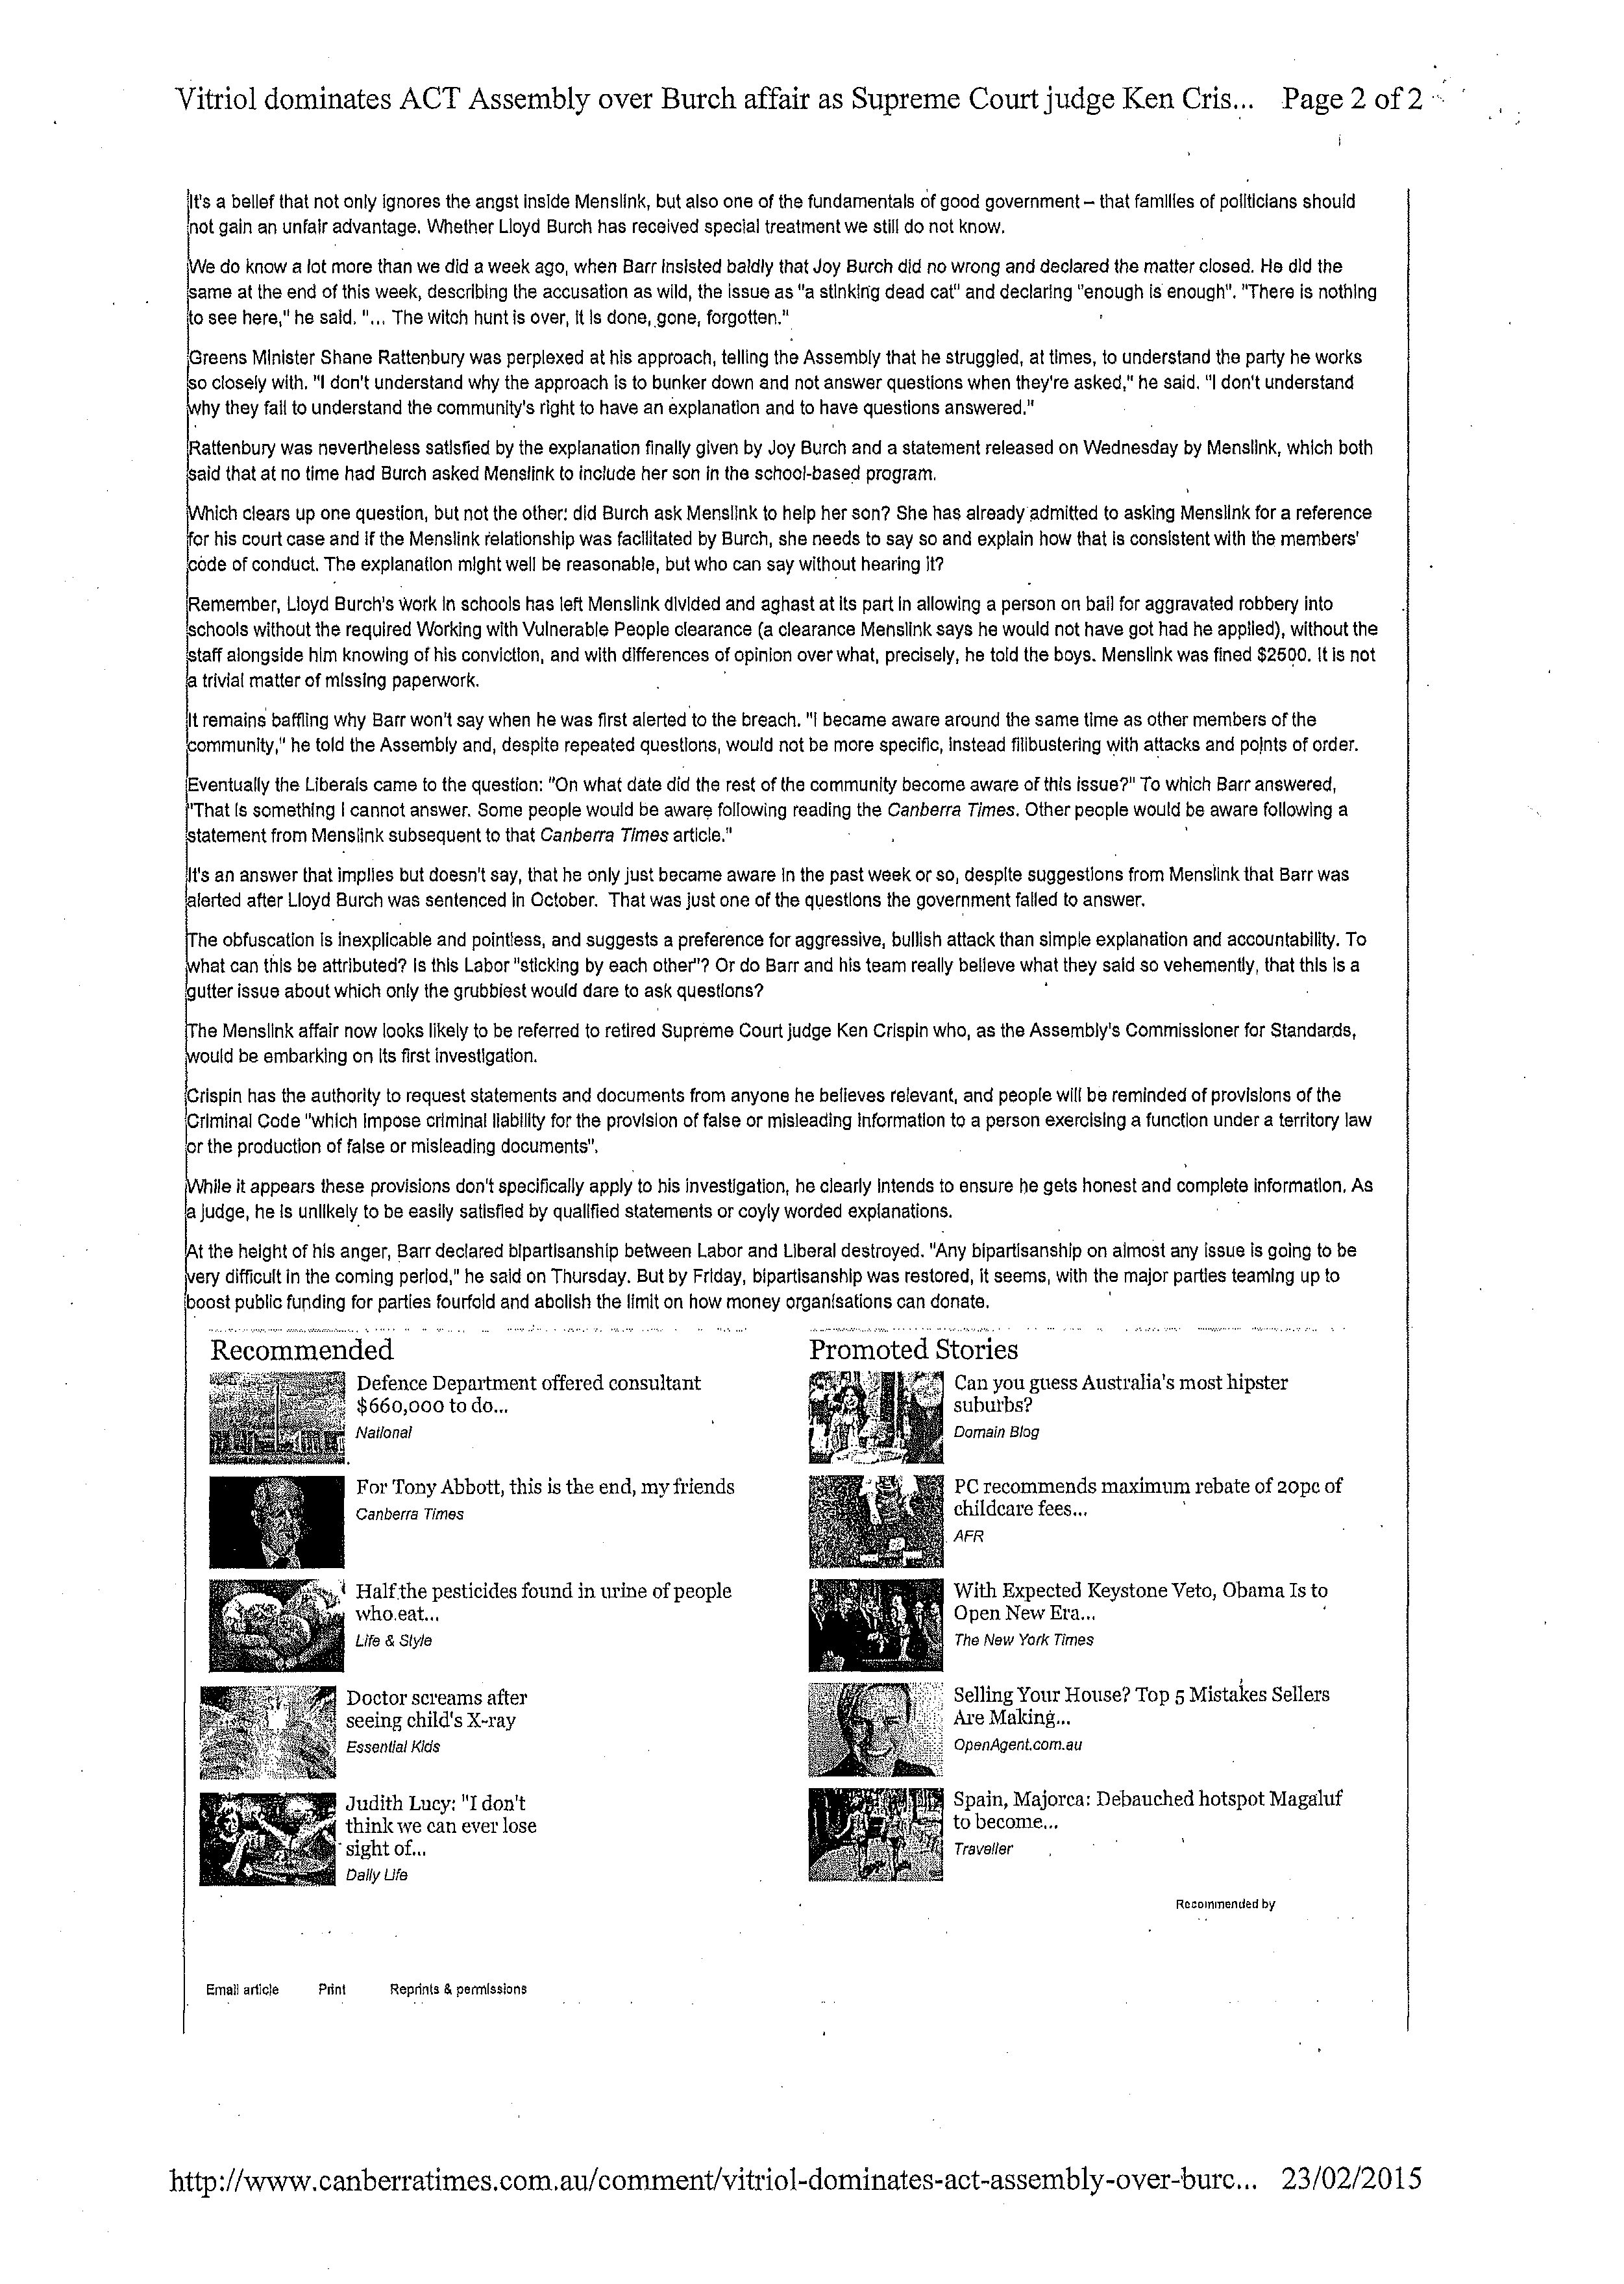 Vitriol dominates ACT Assembly over Burch affair as Supreme Court judge Ken Cris... Page 2 of 2
It's a belief that not only ignores the angst inside Menslink, but also one of the fundamentals of good government – that families of politicians should
not gain an unfair advantage. Whether Lloyd Burch has received special treatment we still do not know.
We do know a lot more than we did a week ago, when Barr insisted baldly that Joy Burch did no wrong and declared the matter closed. He did the
same at the end of this week, describing the accusation as wild, the issue as "a stinking dead cat" and declaring "enough is enough". "There is nothing
to see here," he said. "... The witch hunt is over, it is done, gone, forgotten."
Greens Minister Shane Rattenbury was perplexed at his approach, telling the Assembly that he struggled, at times, to understand the party he works
so closely with. "I don't understand why the approach is to bunker down and not answer questions when they're asked," he said. "I don't understand
why they fail to understand the community's right to have an explanation and to have questions answered."
Rattenbury was nevertheless satisfied by the explanation finally given by Joy Burch and a statement released on Wednesday by Menslink, which both
said that at no time had Burch asked Menslink to include her son in the school-based program.
Which clears up one question, but not the other: did Burch ask Menslink to help her son? She has already admitted to asking Menslink for a reference
for his court case and if the Menslink relationship was facilitated by Burch, she needs to say so and explain how that is consistent with the members'
code of conduct. The explanation might well be reasonable, but who can say without hearing it?
Remember, Lloyd Burch's work in schools has left Menslink divided and aghast at its part in allowing a person on bail for aggravated robbery into
schools without the required Working with Vulnerable People clearance (a clearance Menslink says he would not have got had he applied), without the
staff alongside him knowing of his conviction, and with differences of opinion over what, precisely, he told the boys. Menslink was fined $2500. It is not
a trivial matter of missing paperwork.
It remains baffling why Barr won't say when he was first alerted to the breach. "I became aware around the same time as other members of the
community," he told the Assembly and, despite repeated questions, would not be more specific, instead filibustering with attacks and points of order.
Eventually the Liberals came to the question: "On what date did the rest of the community become aware of this issue?" To which Barr answered,
"That is something I cannot answer. Some people would be aware following reading the Canberra Times. Other people would be aware following a
statement from Menslink subsequent to that Canberra Times article."
It's an answer that implies but doesn't say, that he only just became aware in the past week or so, despite suggestions from Menslink that Barr was
alerted after Lloyd Burch was sentenced in October. That was just one of the questions the government failed to answer.
The obfuscation is inexplicable and pointless, and suggests a preference for aggressive, bullish attack than simple explanation and accountability. To
what can this be attributed? Is this Labor "sticking by each other"? Or do Barr and his team really believe what they said so vehemently, that this is a
gutter issue about which only the grubbiest would dare to ask questions?
The Menslink affair now looks likely to be referred to retired Supreme Court judge Ken Crispin who, as the Assembly's Commissioner for Standards,
would be embarking on its first investigation.
Crispin has the authority to request statements and documents from anyone he believes relevant, and people will be reminded of provisions of the
Criminal Code "which impose criminal liability for the provision of false or misleading information to a person exercising a function under a territory law
or the production of false or misleading documents".
While it appears these provisions don't specifically apply to his investigation, he clearly intends to ensure he gets honest and complete information. As
a judge, he is unlikely to be easily satisfied by qualified statements or coyly worded explanations.
At the height of his anger, Barr declared bipartisanship between Labor and Liberal destroyed. "Any bipartisanship on almost any issue is going to be
very difficult in the coming period," he said on Thursday. But by Friday, bipartisanship was restored, it seems, with the major parties teaming up to
boost public funding for parties fourfold and abolish the limit on how money organisations can donate.
Recommended
Defence Department offered consultant
$660,000 to do...
National
For Tony Abbott, this is the end, my friends
Canberra Times
Half the pesticides found in urine of people
who eat...
Life & Style
Doctor screams after
seeing child's X-ray
Essential Kids
Judith Lucy: "I don't
think we can ever lose
sight of...
Daily Life
Promoted Stories
Can you guess Australia's most hipster
suburbs?
Domain Blog
PC recommends maximum rebate of 20pc of
childcare fees...
AFR
With Expected Keystone Veto, Obama Is to
Open New Era...
The New York Times
Selling Your House? Top 5 Mistakes Sellers
Are Making...
OpenAgent.com.au
Spain, Majorca: Debauched hotspot Magaluf
to become...
Traveller
Recommended by
Email article Print Reprints & permissions
http://www.canberratimes.com.au/comment/vitriol-dominates-act-assembly-over-burc... 23/02/2015